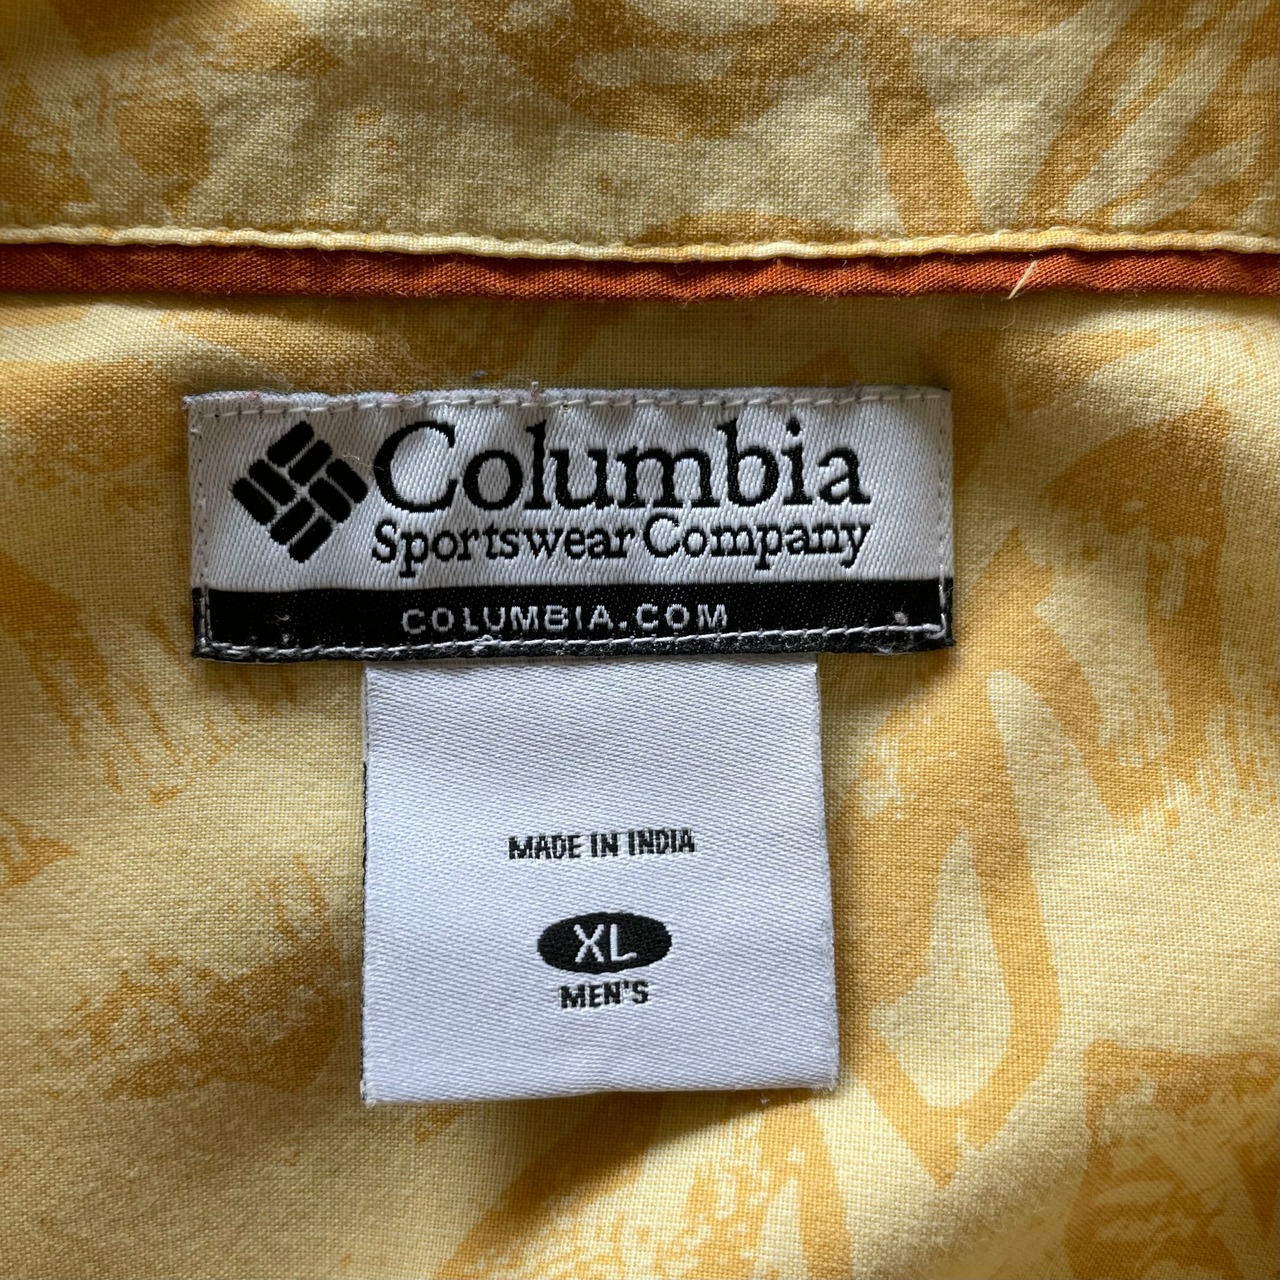 Columbia
Sportswear Company
COLUMBIA.COM
MADE IN INDIA
XL
MEN'S